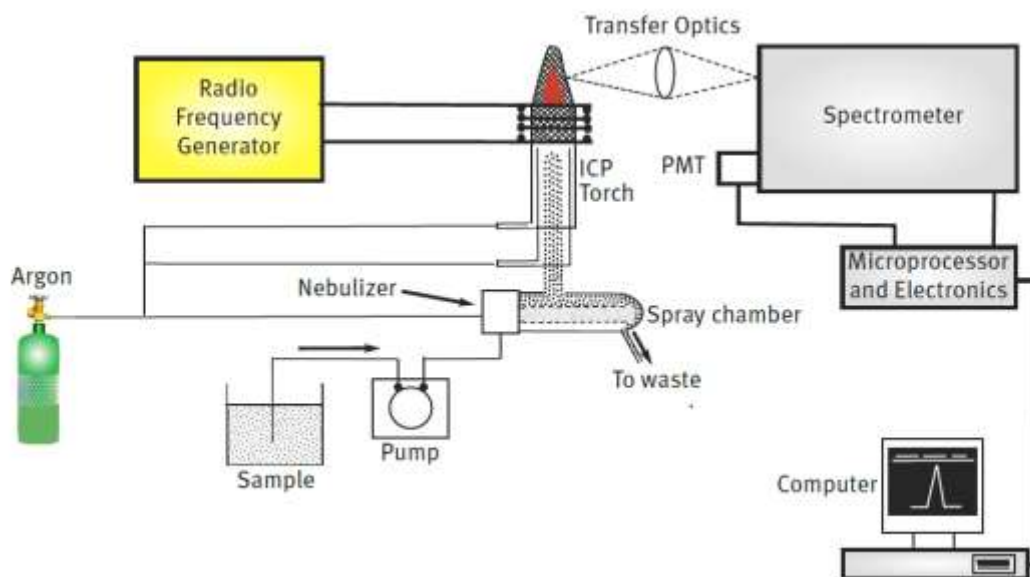 Transfer Optics
Radio
Frequency
Generator
Spectrometer
PMT
ICP
Torch
Argon
Nebulizer
Microprocessor
and Electronics
Spray chamber
To waste
Pump
Sample
Computer